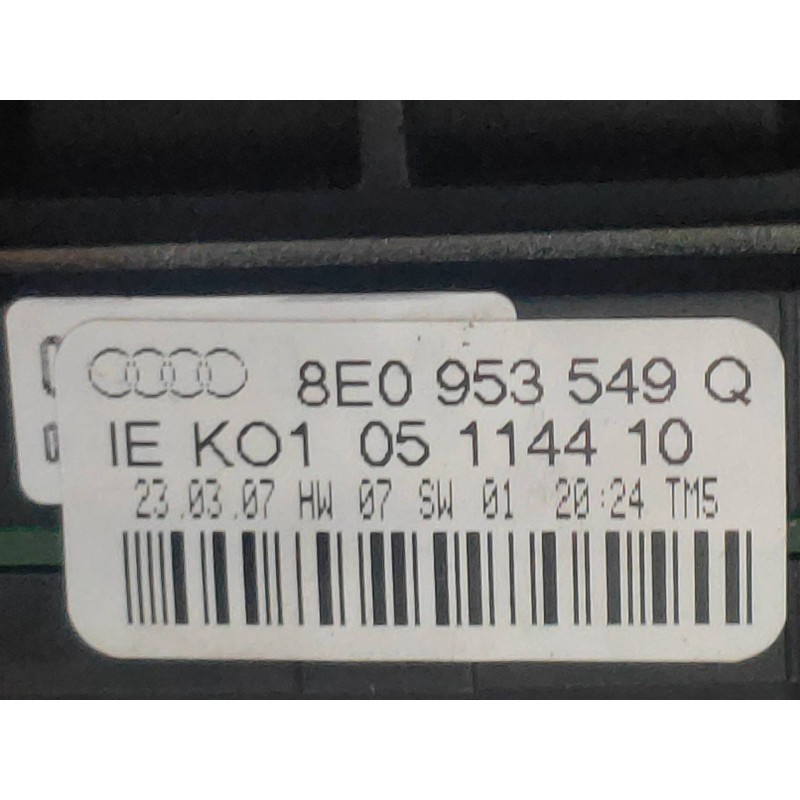 8E0 953 549 Q
IE KO1 05 1144 10
23.03.07 HW 07 SW 01 20:24 TM5